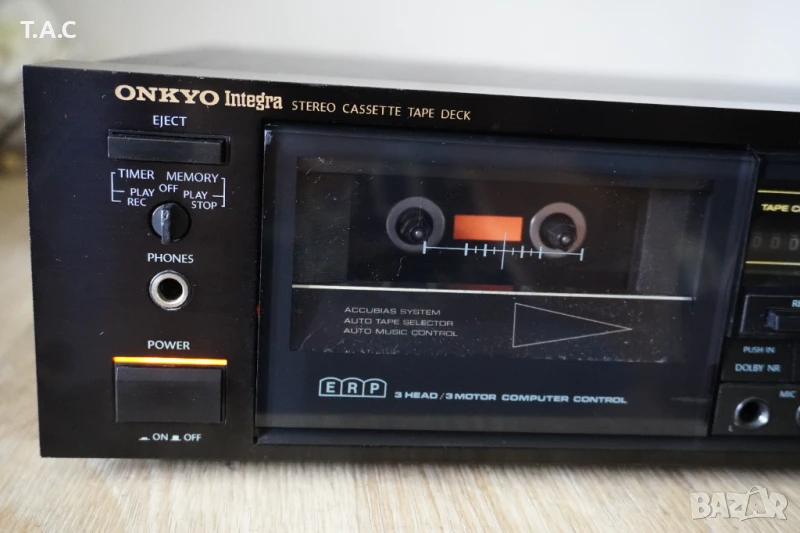 T.A.C
ONKYO Integra STEREO CASSETTE TAPE DECK
EJECT
TIMER MEMORY
OFF
PLAY PLAY
REC STOP
PHONES
POWER
ON OFF
ACCUBIAS SYSTEM
AUTO TAPE SELECTOR
AUTO MUSIC CONTROL
ERP 3 HEAD/3 MOTOR COMPUTER CONTROL
TAPE C
000
RE
PUSH-IN
DOLBY NR
MIC
L
BAZAR